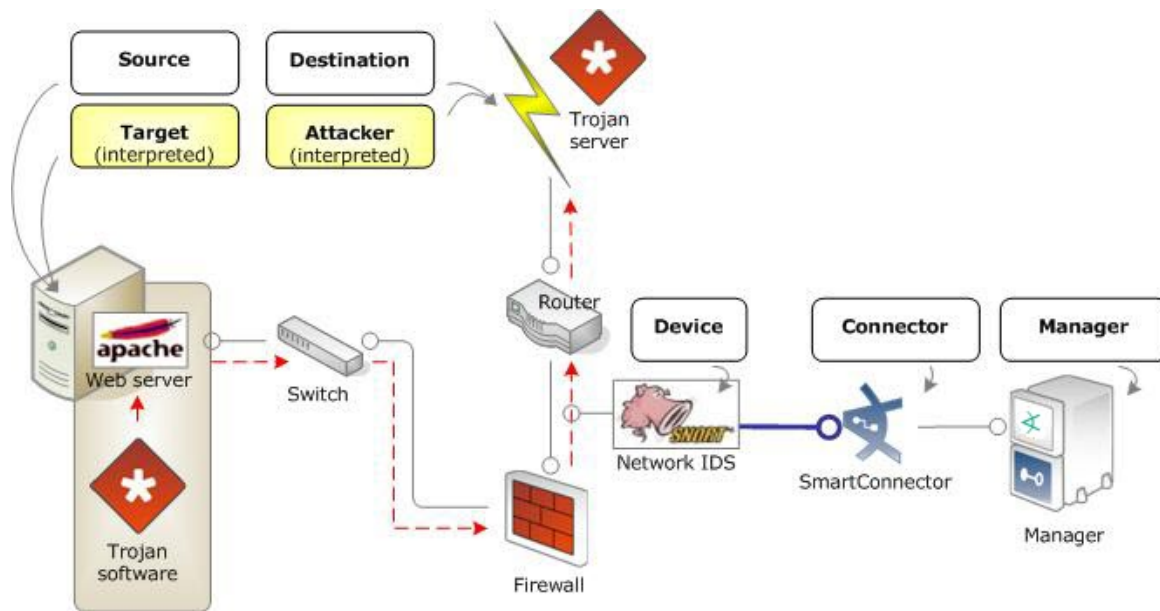 Source
Destination
Target
(interpreted)
Attacker
(interpreted)
Trojan
server
Router
Device
Connector
Manager
apache
Web server
Switch
SNORT
Network IDS
SmartConnector
Manager
Trojan
software
Firewall